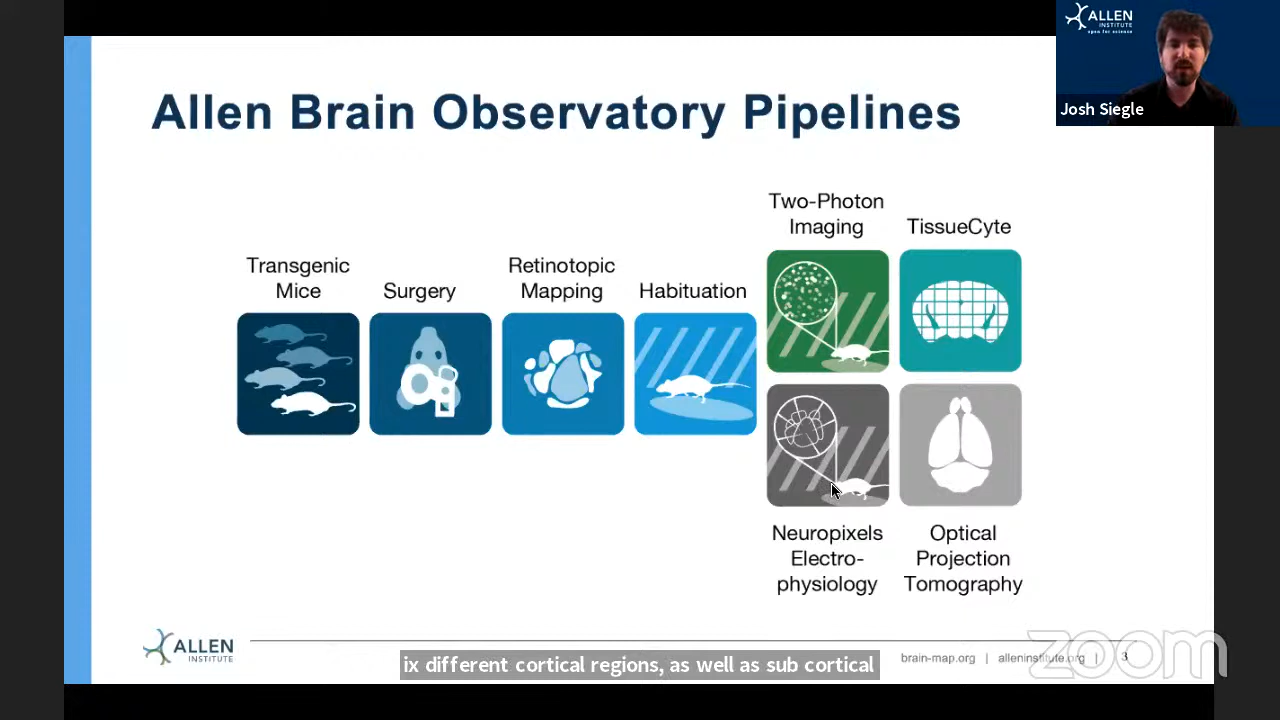 ALLEN
INSTITUTE
open for science
Josh Siegle
Allen Brain Observatory Pipelines
Two-Photon
Imaging
TissueCyte
Transgenic
Mice
Surgery
Retinotopic
Mapping
Habituation
Neuropixels
Electro-
physiology
Optical
Projection
Tomography
ALLEN
INSTITUTE
ix different cortical regions, as well as sub cortical
brain-map.org | alleninstitute.org | 3
zoom